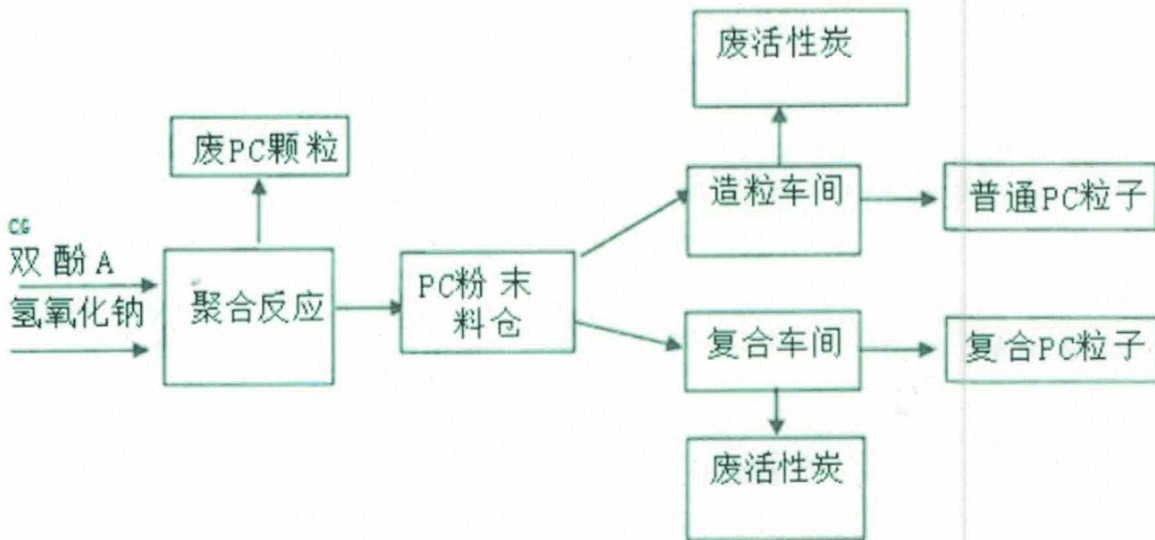 废活性炭
废PC颗粒
造粒车间
普通PC粒子
CG
双酚A
氢氧化钠
聚合反应
PC粉末
料仓
复合车间
复合PC粒子
废活性炭